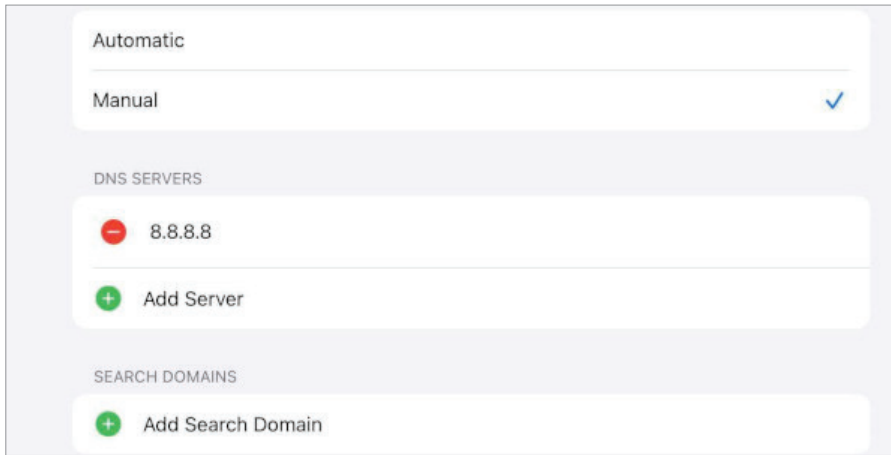 Automatic
Manual
DNS SERVERS
8.8.8.8
Add Server
SEARCH DOMAINS
Add Search Domain